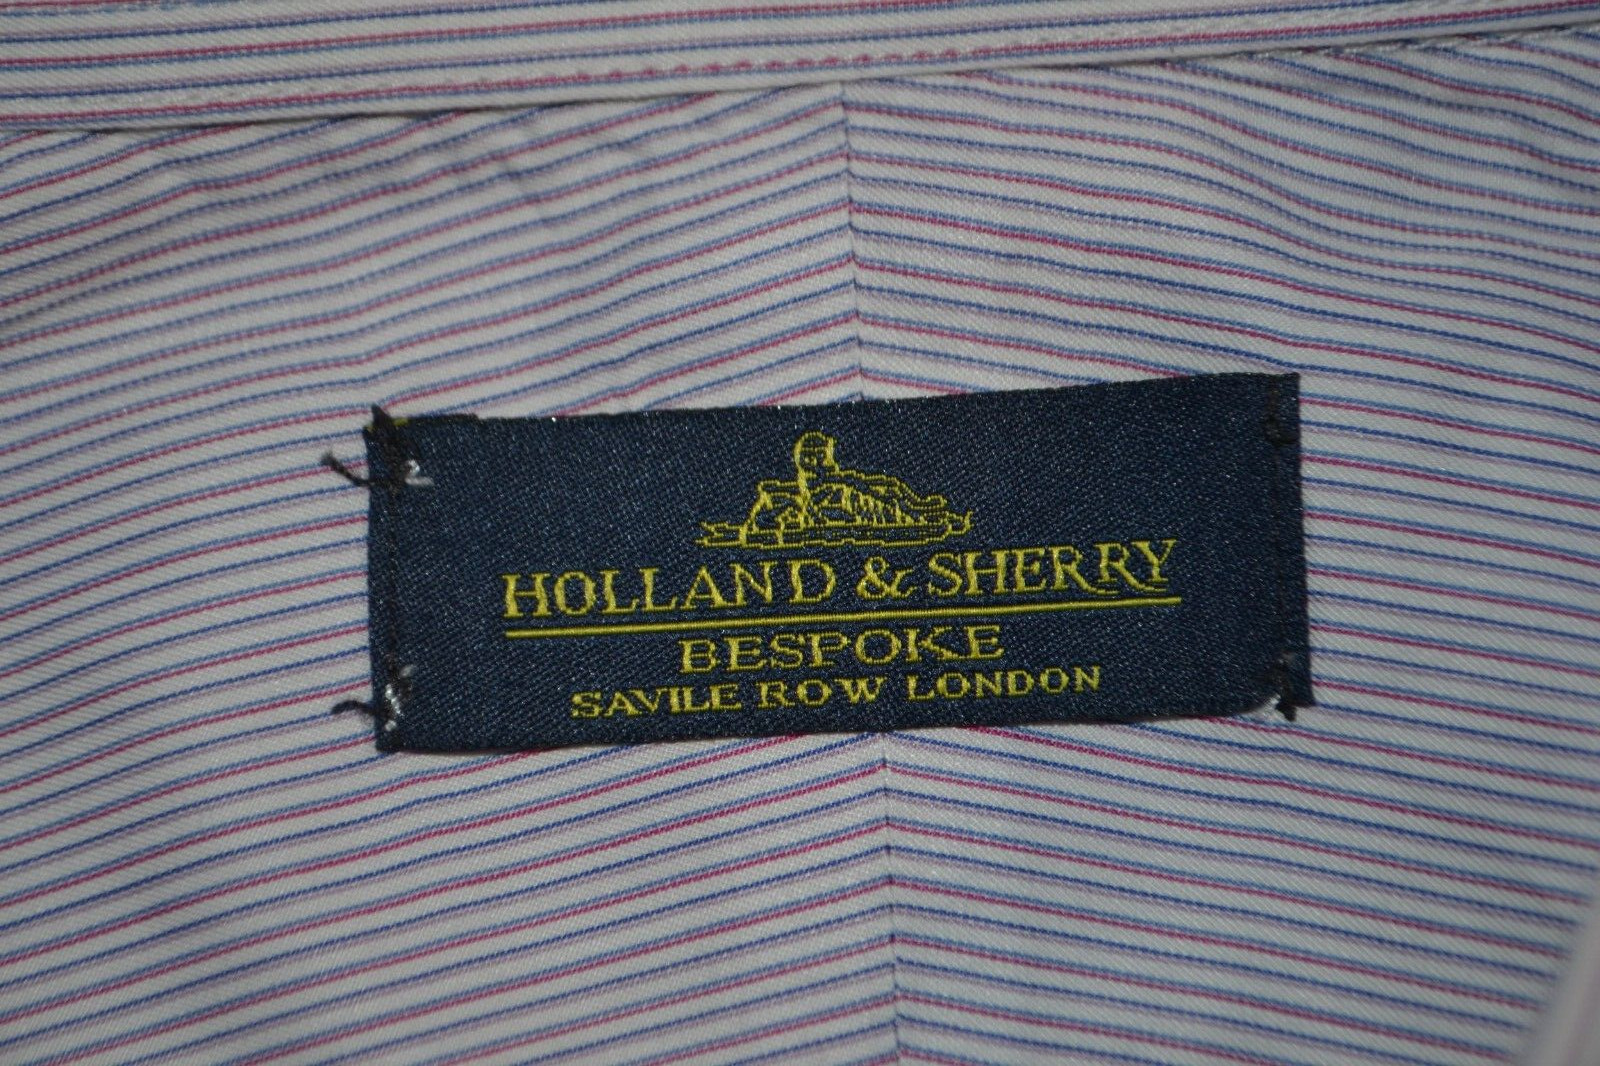 HOLLAND & SHERRY
BESPOKE
SAVILE ROW LONDON